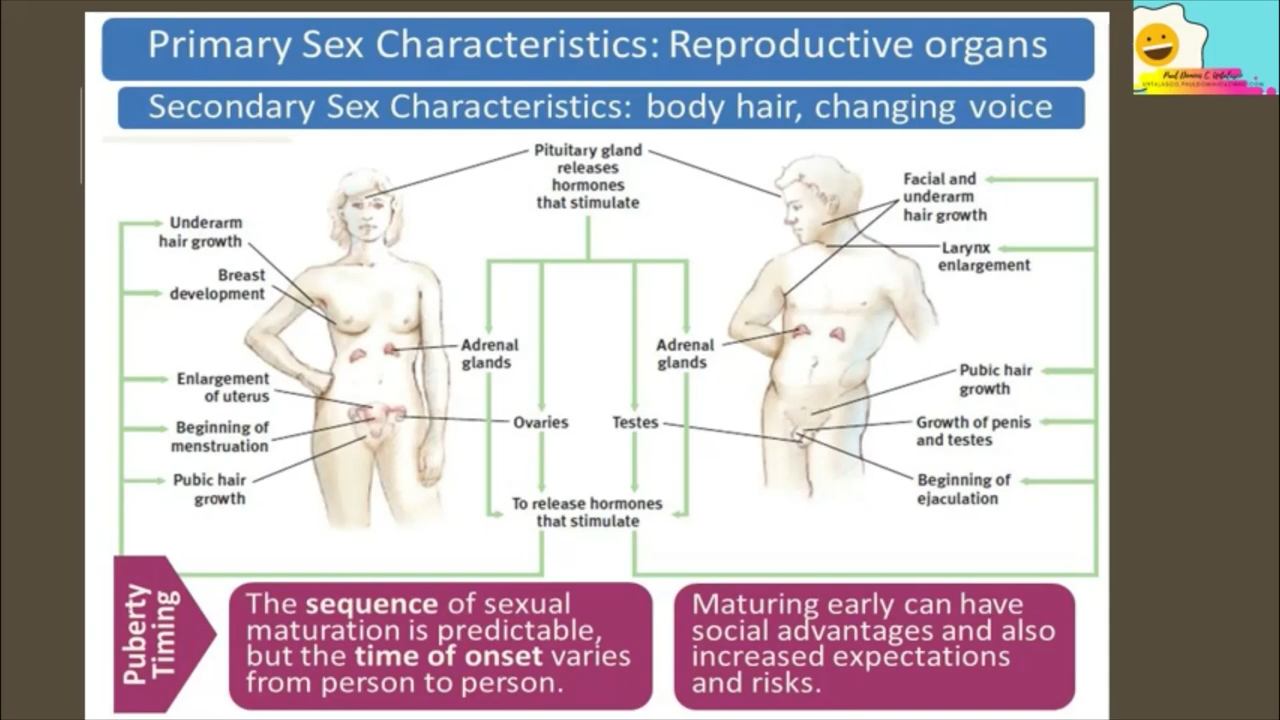 Primary Sex Characteristics: Reproductive organs
Secondary Sex Characteristics: body hair, changing voice
Pituitary gland
releases
hormones
that stimulate
Underarm
hair growth
Breast
development
Enlargement
of uterus
Beginning of
menstruation
Pubic hair
growth
Adrenal
glands
Ovaries
Adrenal
glands
Testes
To release hormones
that stimulate
Facial and
underarm
hair growth
Larynx
enlargement
Pubic hair
growth
Growth of penis
and testes
Beginning of
ejaculation
Puberty
Timing
The sequence of sexual
maturation is predictable,
but the time of onset varies
from person to person.
Maturing early can have
social advantages and also
increased expectations
and risks.